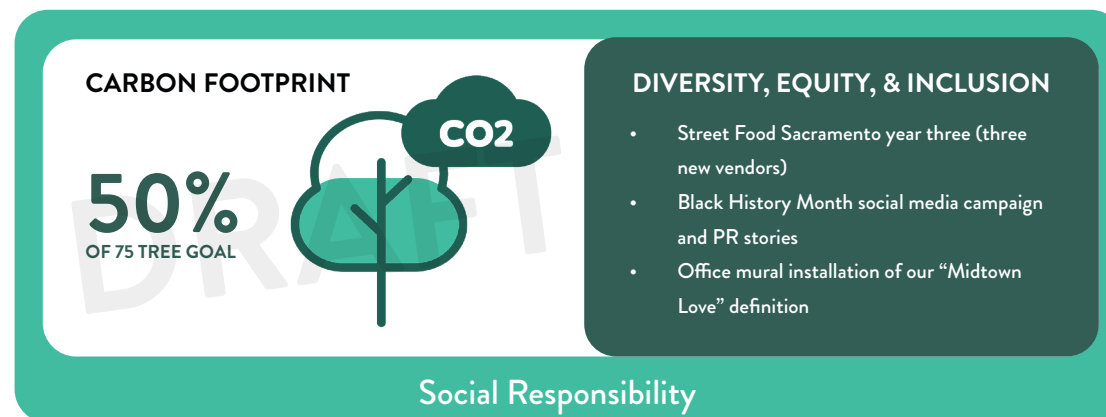 CARBON FOOTPRINT
CO2
50%
OF 75 TREE GOAL
DRAFT
DIVERSITY, EQUITY, & INCLUSION
• Street Food Sacramento year three (three
new vendors)
• Black History Month social media campaign
and PR stories
• Office mural installation of our “Midtown
Love” definition
Social Responsibility